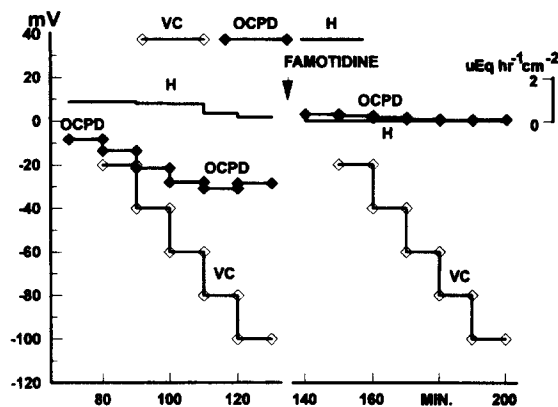 mV
VC OCPD H
FAMOTIDINE
uEq hr⁻¹cm⁻²
40
20
0
-20
-40
-60
-80
-100
-120
2
0
H
OCPD
OCPD
VC
OCPD
H
VC
80 100 120 140 160 MIN. 200